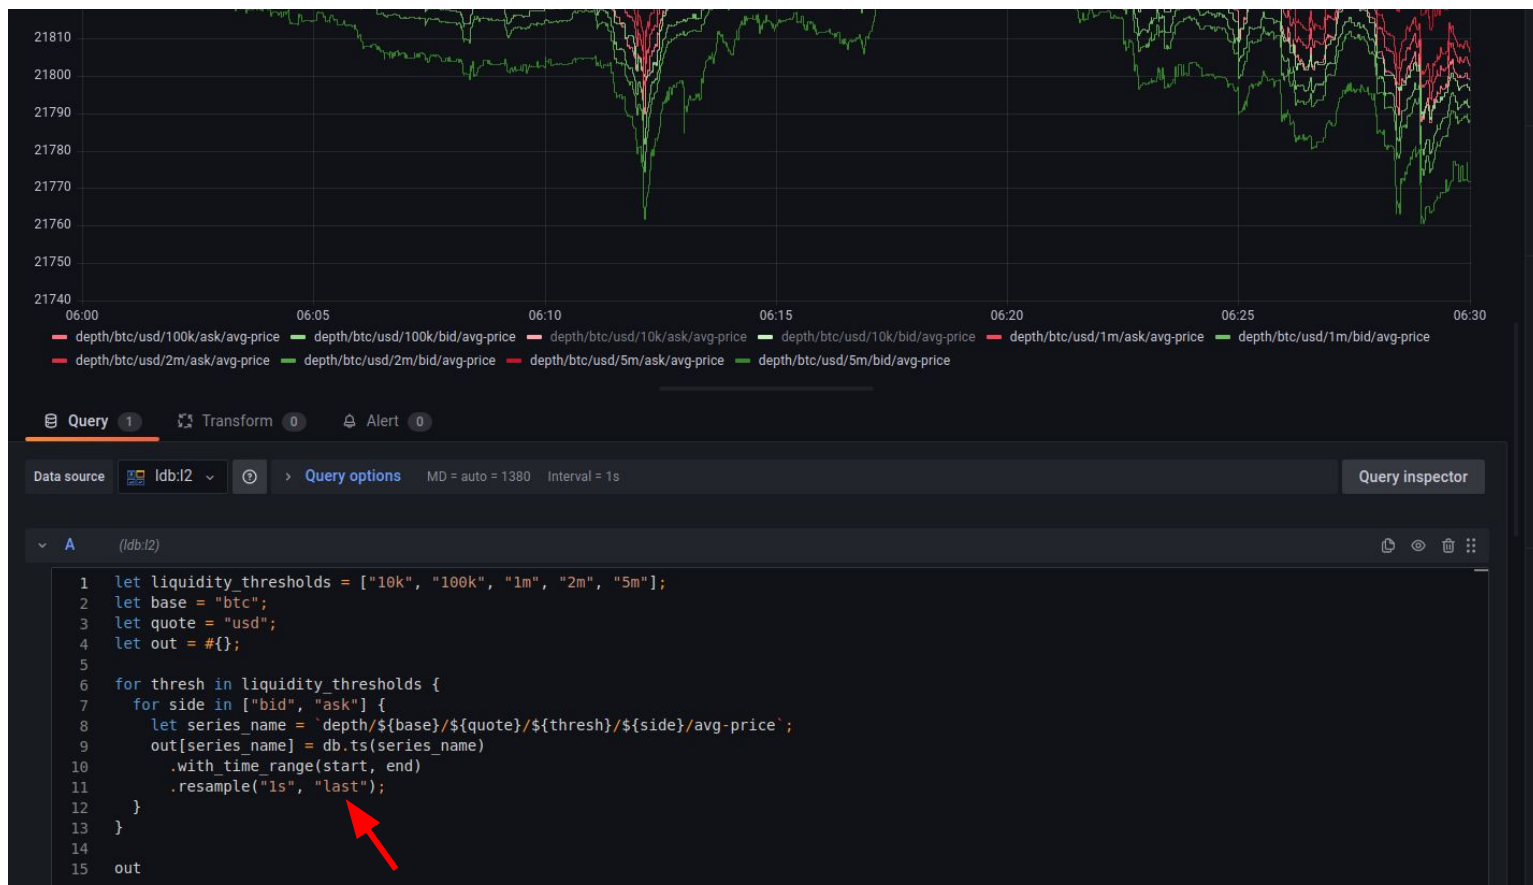 21810
21800
21790
21780
21770
21760
21750
21740
06:00 06:05 06:10 06:15 06:20 06:25 06:30
depth/btc/usd/100k/ask/avg-price depth/btc/usd/100k/bid/avg-price depth/btc/usd/10k/ask/avg-price depth/btc/usd/10k/bid/avg-price depth/btc/usd/1m/ask/avg-price depth/btc/usd/1m/bid/avg-price
depth/btc/usd/2m/ask/avg-price depth/btc/usd/2m/bid/avg-price depth/btc/usd/5m/ask/avg-price depth/btc/usd/5m/bid/avg-price
Query 1 Transform 0 Alert 0
Data source ldb:l2 Query options MD = auto = 1380 Interval = 1s Query inspector
A (ldb:l2)
1 let liquidity_thresholds = ["10k", "100k", "1m", "2m", "5m"];
2 let base = "btc";
3 let quote = "usd";
4 let out = #{};
5
6 for thresh in liquidity_thresholds {
7   for side in ["bid", "ask"] {
8     let series_name = `depth/${base}/${quote}/${thresh}/${side}/avg-price`;
9     out[series_name] = db.ts(series_name)
10       .with_time_range(start, end)
11       .resample("1s", "last");
12   }
13 }
14
15 out